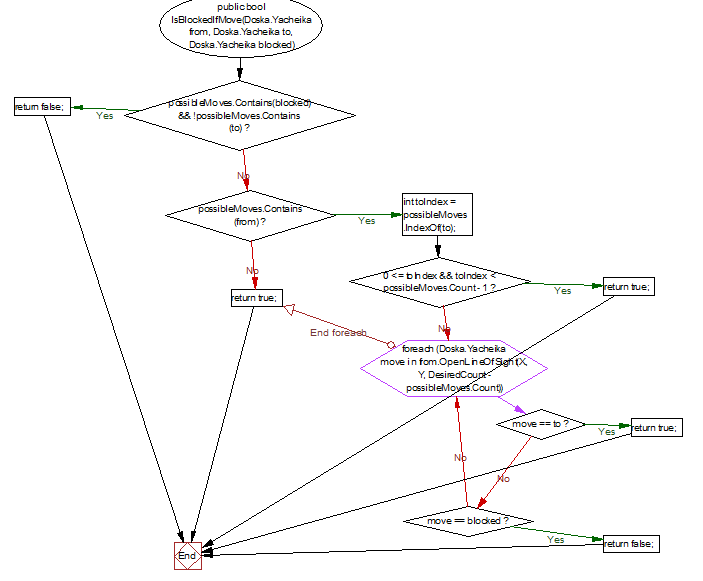 public bool
IsBlockedIfMove(Doska.Yacheika
from, Doska.Yacheika to,
Doska.Yacheika blocked)
possibleMoves.Contains(blocked)
&& !possibleMoves.Contains
(to) ?
return false;
Yes
No
possibleMoves.Contains
(from) ?
Yes
int toIndex =
possibleMoves
.IndexOf(to);
No
0 <= toIndex && toIndex <
possibleMoves.Count - 1 ?
Yes
return true;
return true;
No
End foreach
foreach (Doska.Yacheika
move in from.OpenLineOfSight(X,
Y, DesiredCount -
possibleMoves.Count))
move == to ?
Yes
return true;
No
No
move == blocked ?
Yes
return false;
End